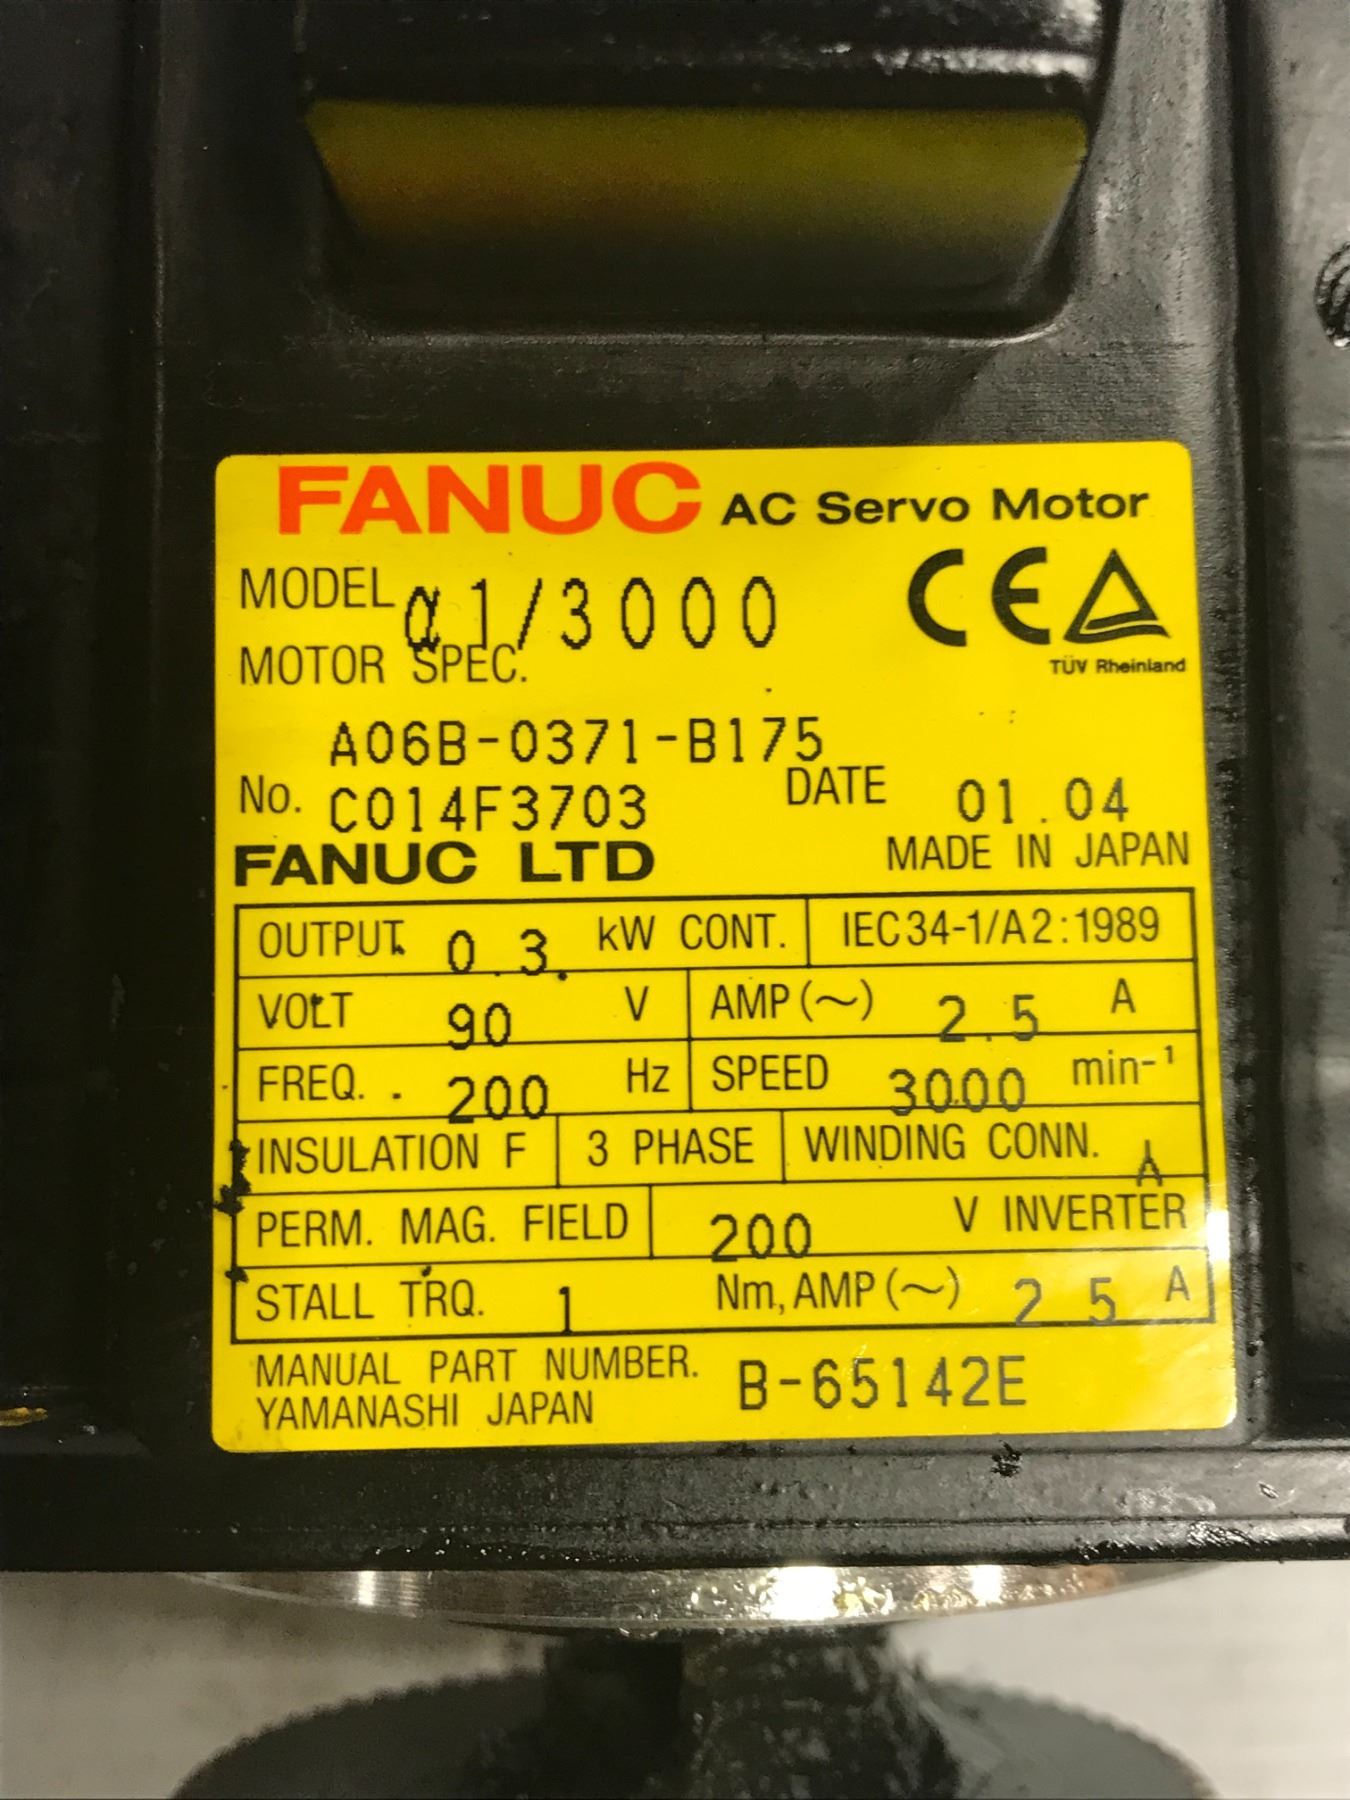 FANUC AC Servo Motor
MODEL α1/3000
CE
TÜV Rheinland
MOTOR SPEC.
A06B-0371-B175
No. C014F3703 DATE 01.04
FANUC LTD MADE IN JAPAN
OUTPUT 0.3 kW CONT. IEC34-1/A2:1989
VOLT 90 V AMP(~) 2.5 A
FREQ. 200 Hz SPEED 3000 min-¹
INSULATION F 3 PHASE WINDING CONN.
PERM. MAG. FIELD 200 V INVERTER
STALL TRQ. 1 Nm, AMP(~) 2.5 A
MANUAL PART NUMBER. B-65142E
YAMANASHI JAPAN